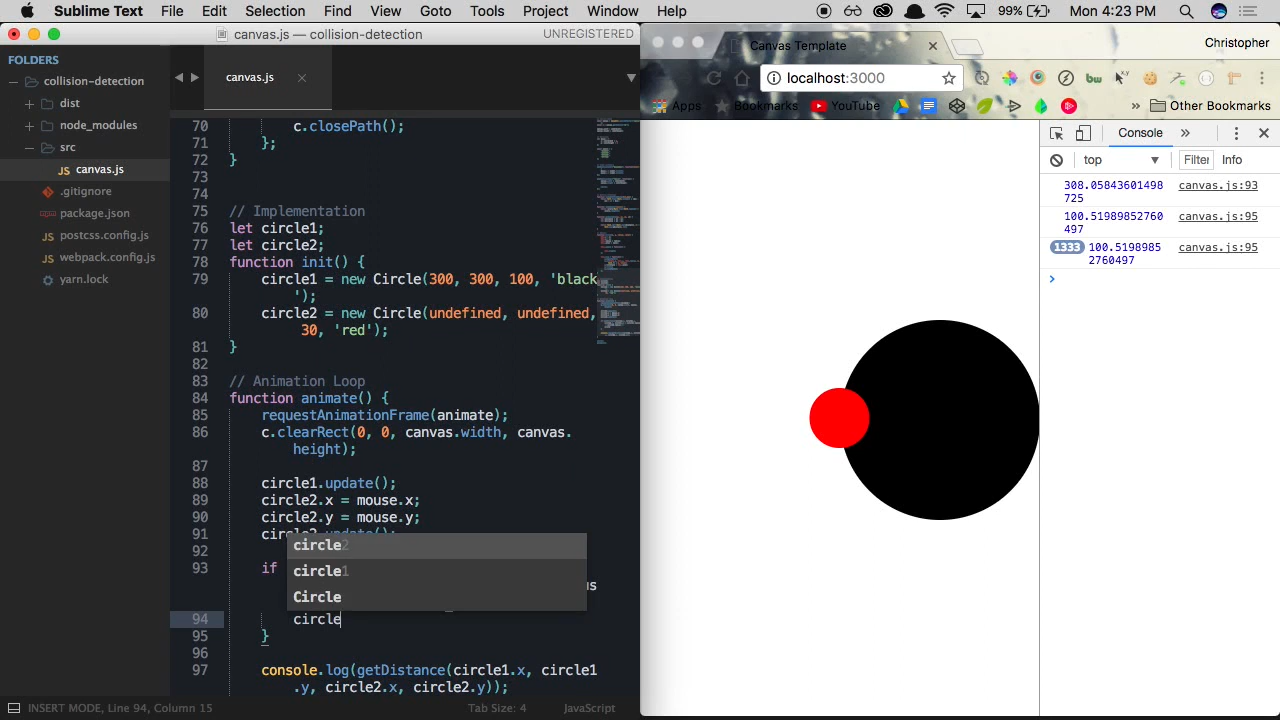 Sublime Text File Edit Selection Find View Goto Tools Project Window Help 99% Mon 4:23 PM
canvas.js — collision-detection UNREGISTERED
FOLDERS
collision-detection
dist
node_modules
src
canvas.js
.gitignore
package.json
postcss.config.js
webpack.config.js
yarn.lock
canvas.js
70 c.closePath();
71 };
72 }
73
74
75 // Implementation
76 let circle1;
77 let circle2;
78 function init() {
79 circle1 = new Circle(300, 300, 100, 'black
');
80 circle2 = new Circle(undefined, undefined,
30, 'red');
81 }
82
83 // Animation Loop
84 function animate() {
85 requestAnimationFrame(animate);
86 c.clearRect(0, 0, canvas.width, canvas.
height);
87
88 circle1.update();
89 circle2.x = mouse.x;
90 circle2.y = mouse.y;
91 circle2.update();
92
93 if
us
circle2
circle1
Circle
94 circle
95 }
96
97 console.log(getDistance(circle1.x, circle1
.y, circle2.x, circle2.y));
INSERT MODE, Line 94, Column 15 Tab Size: 4 JavaScript
Canvas Template Christopher
localhost:3000
Apps Bookmarks YouTube » Other Bookmarks
Console »
top Filter Info
308.05843601498
725 canvas.js:93
100.51989852760
497 canvas.js:95
1333 100.5198985
2760497 canvas.js:95